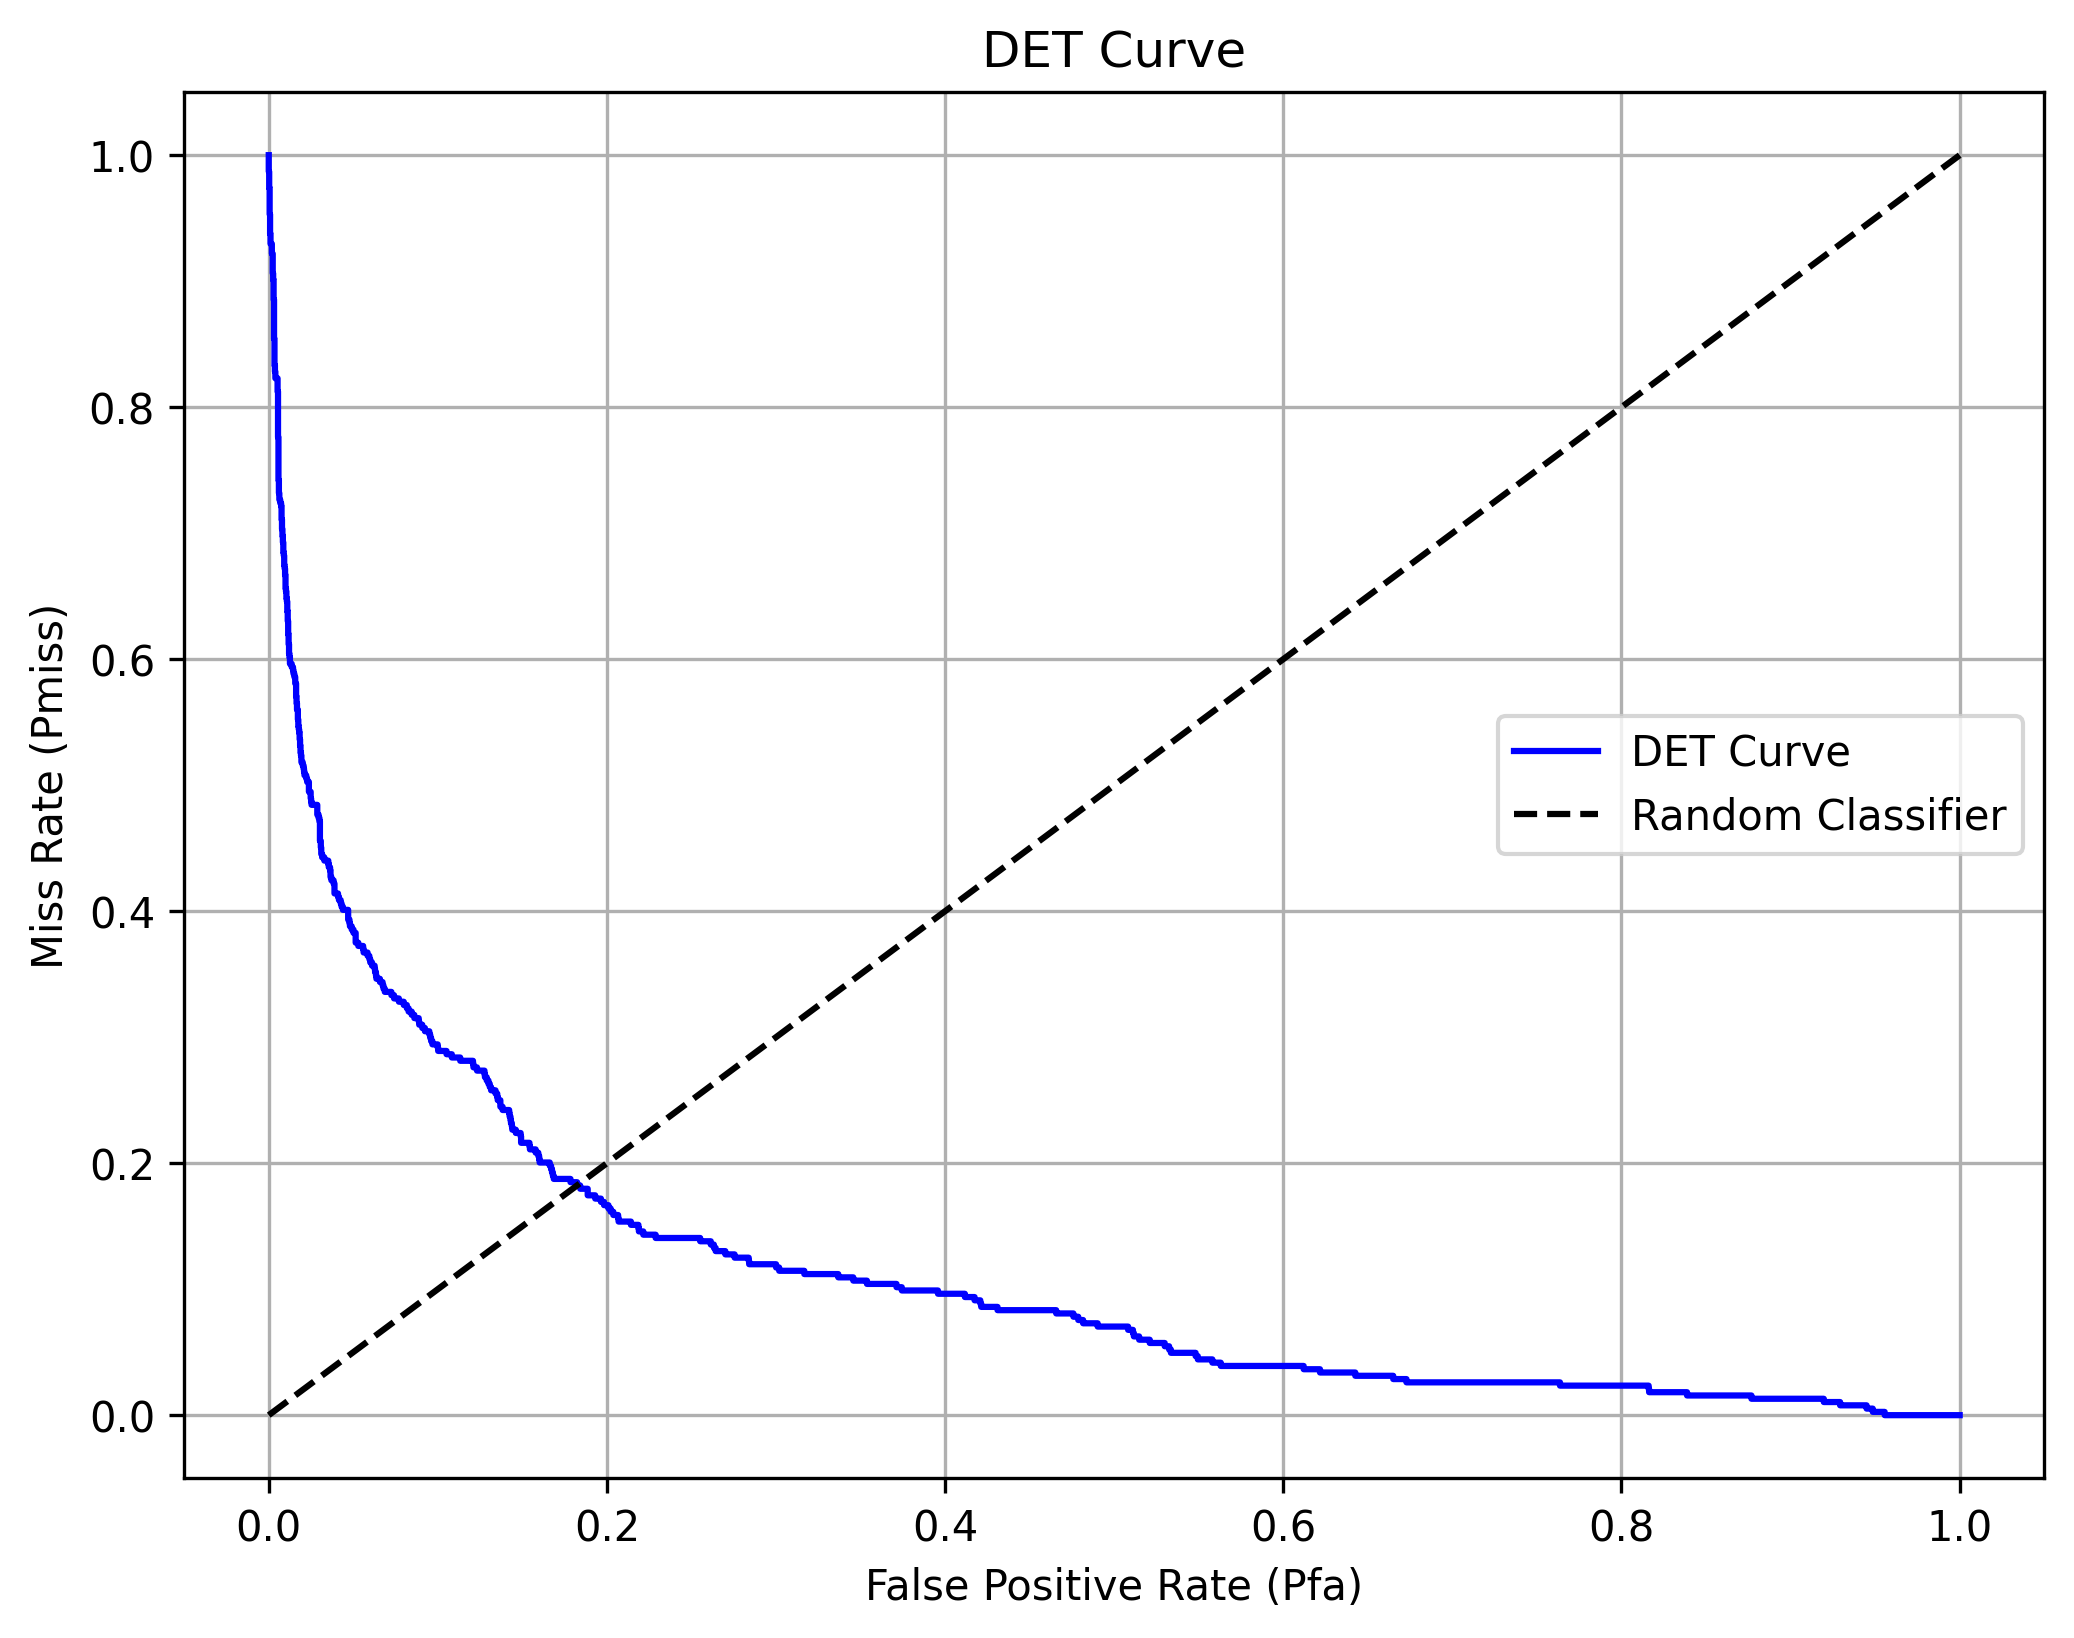 DET Curve
1.0
0.8
0.6
0.4
0.2
0.0
Miss Rate (Pmiss)
DET Curve
Random Classifier
0.0 0.2 0.4 0.6 0.8 1.0
False Positive Rate (Pfa)